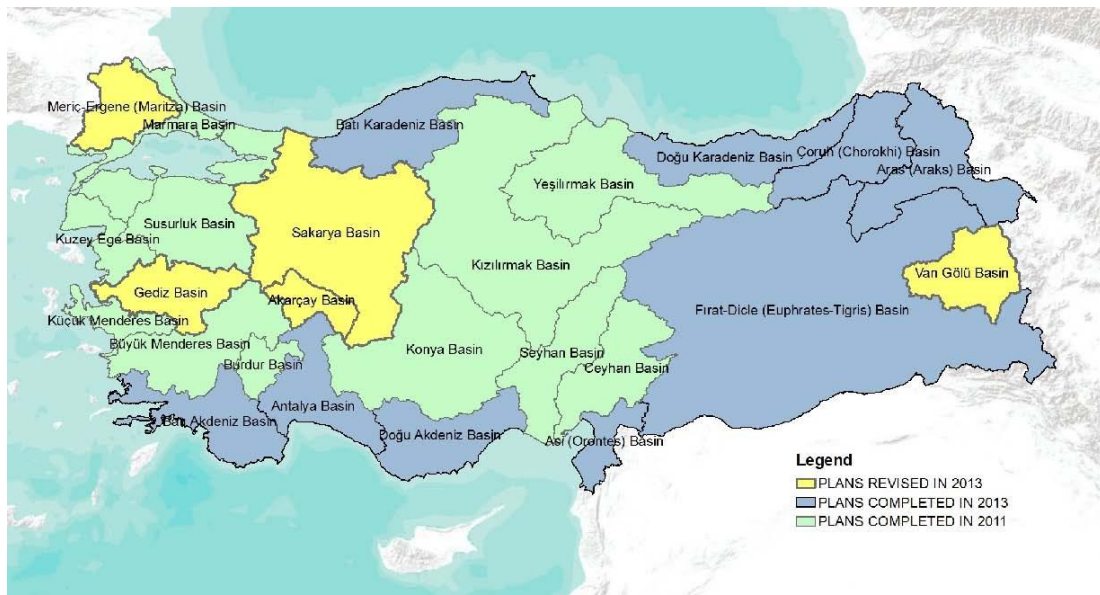 Meriç-Ergene (Maritza) Basin
Marmara Basin
Batı Karadeniz Basin
Doğu Karadeniz Basin
Çoruh (Chorokhi) Basin
Aras (Araks) Basin
Yeşilırmak Basin
Susurluk Basin
Sakarya Basin
Kuzey Ege Basin
Kızılırmak Basin
Van Gölü Basin
Gediz Basin
Akarçay Basin
Fırat-Dicle (Euphrates-Tigris) Basin
Küçük Menderes Basin
Büyük Menderes Basin
Konya Basin
Seyhan Basin
Burdur Basin
Ceyhan Basin
Antalya Basin
Batı Akdeniz Basin
Doğu Akdeniz Basin
Asi (Orontes) Basin
Legend
PLANS REVISED IN 2013
PLANS COMPLETED IN 2013
PLANS COMPLETED IN 2011